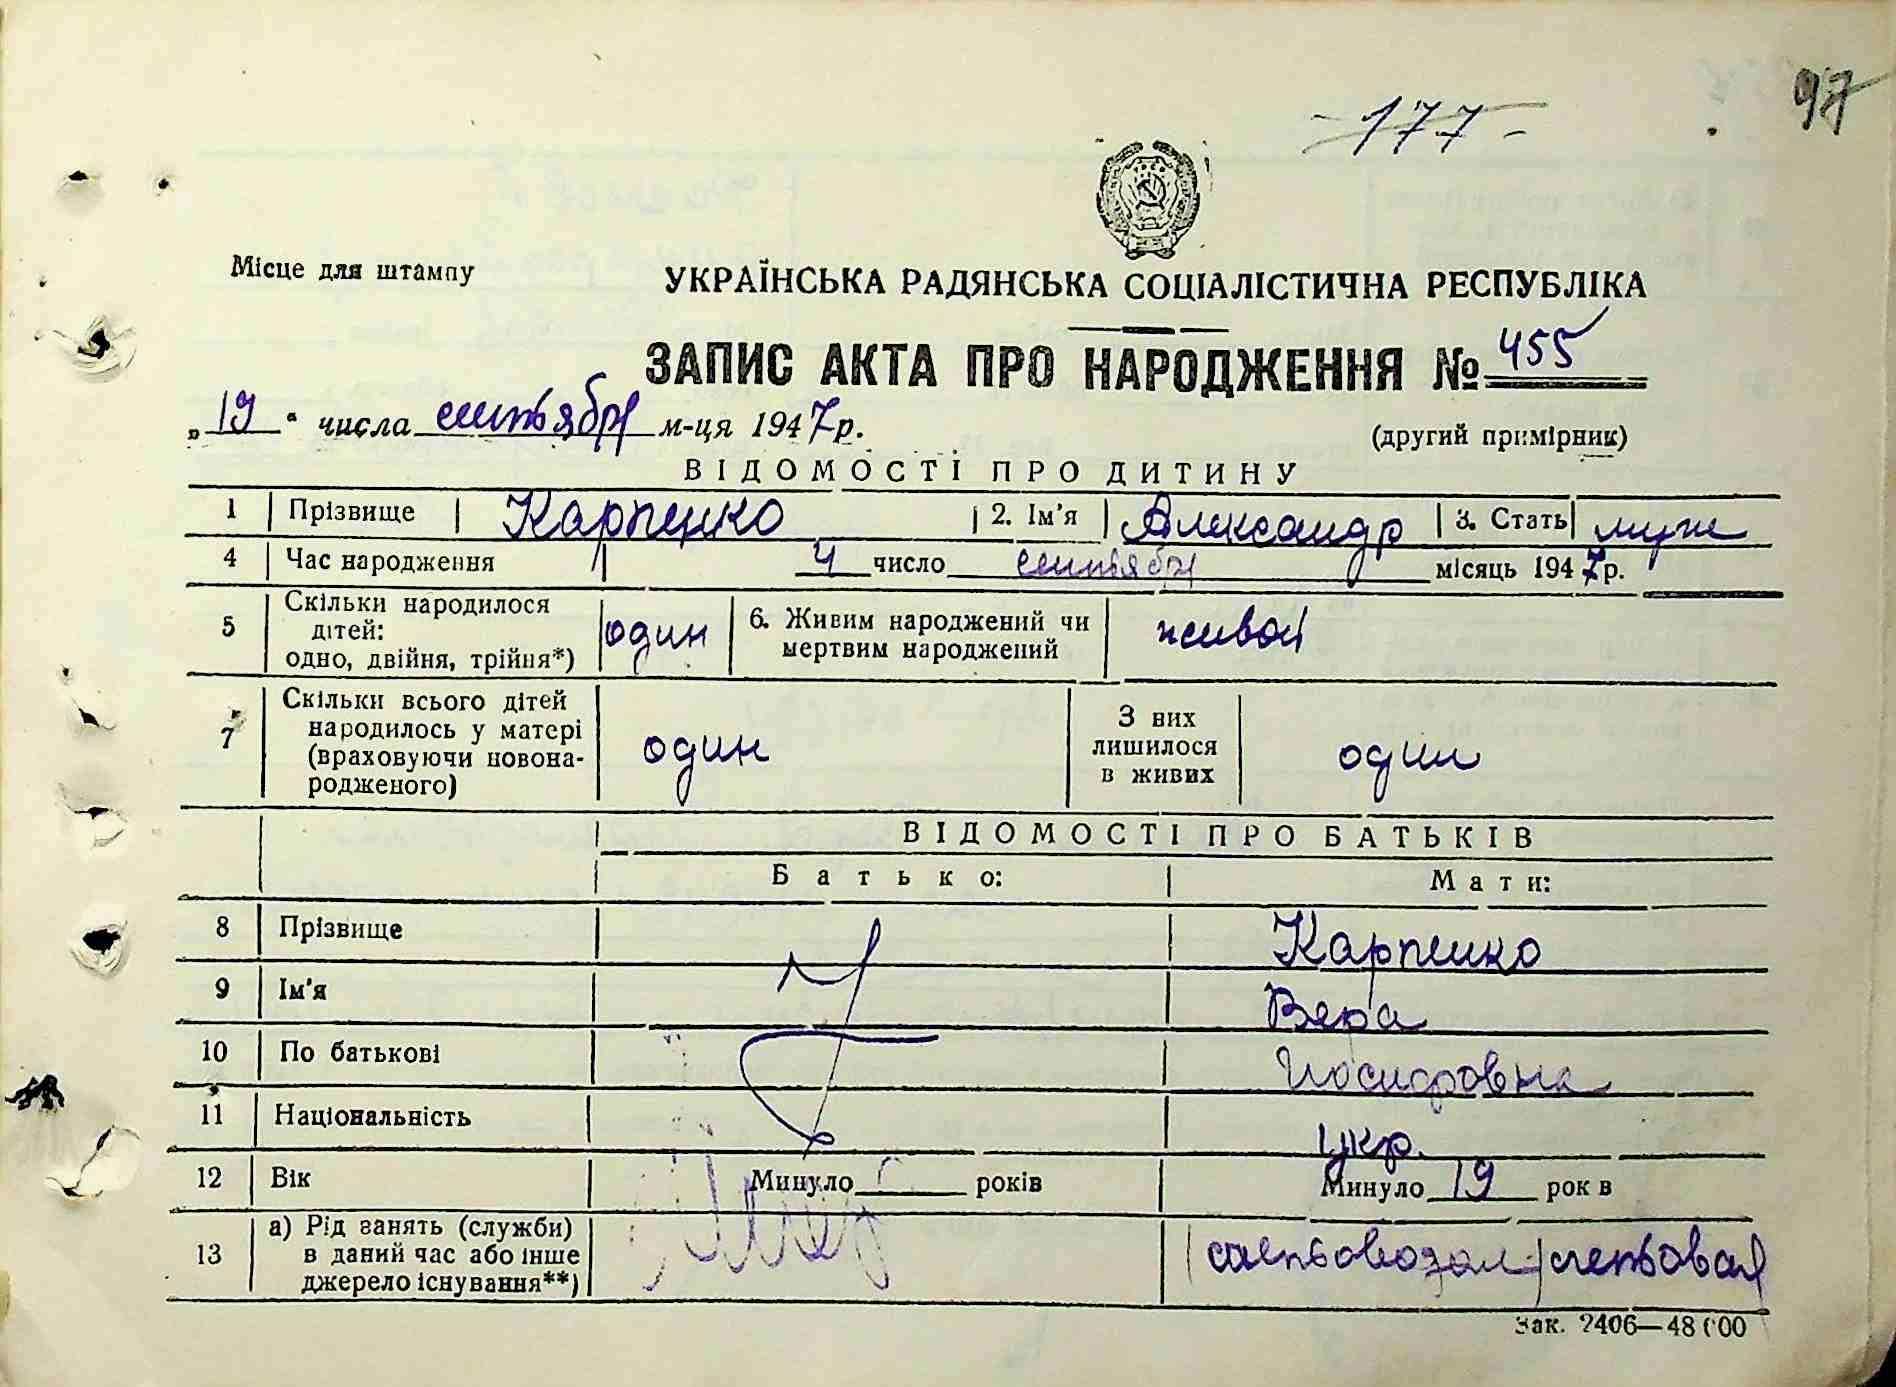 -177-
97
Місце для штампу
УКРАЇНСЬКА РАДЯНСЬКА СОЦІАЛІСТИЧНА РЕСПУБЛІКА
ЗАПИС АКТА ПРО НАРОДЖЕННЯ № 455
„19“ числа сентября м-ця 1947 р.
(другий примірник)
ВІДОМОСТІ ПРО ДИТИНУ
1 Прізвище Карпенко 2. Ім'я Александр 3. Стать муж
4 Час народження 4 число сентября місяць 1947 р.
5 Скільки народилося дітей: одно, двійня, трійня*) один 6. Живим народжений чи мертвим народжений живой
7 Скільки всього дітей народилось у матері (враховуючи новонародженого) один З них лишилося в живих один
ВІДОМОСТІ ПРО БАТЬКІВ
Батько: Мати:
8 Прізвище Карпенко
9 Ім'я Вера
10 По батькові Иосифовна
11 Національність укр.
12 Вік Минуло ___ років Минуло 19 рок в
13 а) Рід занять (служби) в даний час або інше джерело існування**)
Зак. 2406—48 000